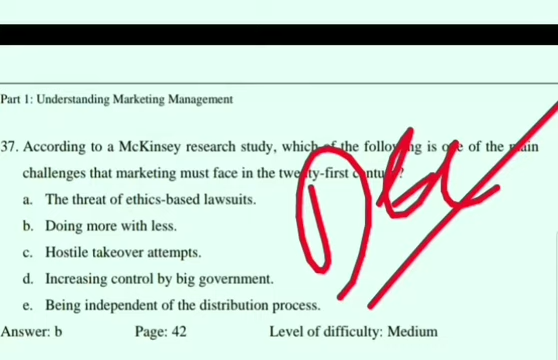 Part 1: Understanding Marketing Management
37. According to a McKinsey research study, which of the following is one of the main
challenges that marketing must face in the twenty-first century?
a. The threat of ethics-based lawsuits.
b. Doing more with less.
c. Hostile takeover attempts.
d. Increasing control by big government.
e. Being independent of the distribution process.
Answer: b Page: 42 Level of difficulty: Medium